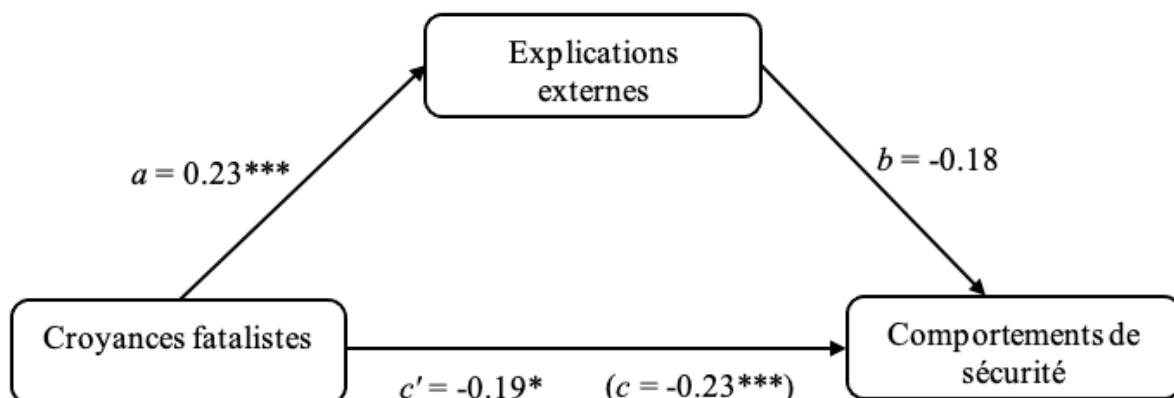 Explications
externes
a = 0.23***
b = -0.18
Croyances fatalistes
Comportements de
sécurité
c' = -0.19* (c = -0.23***)